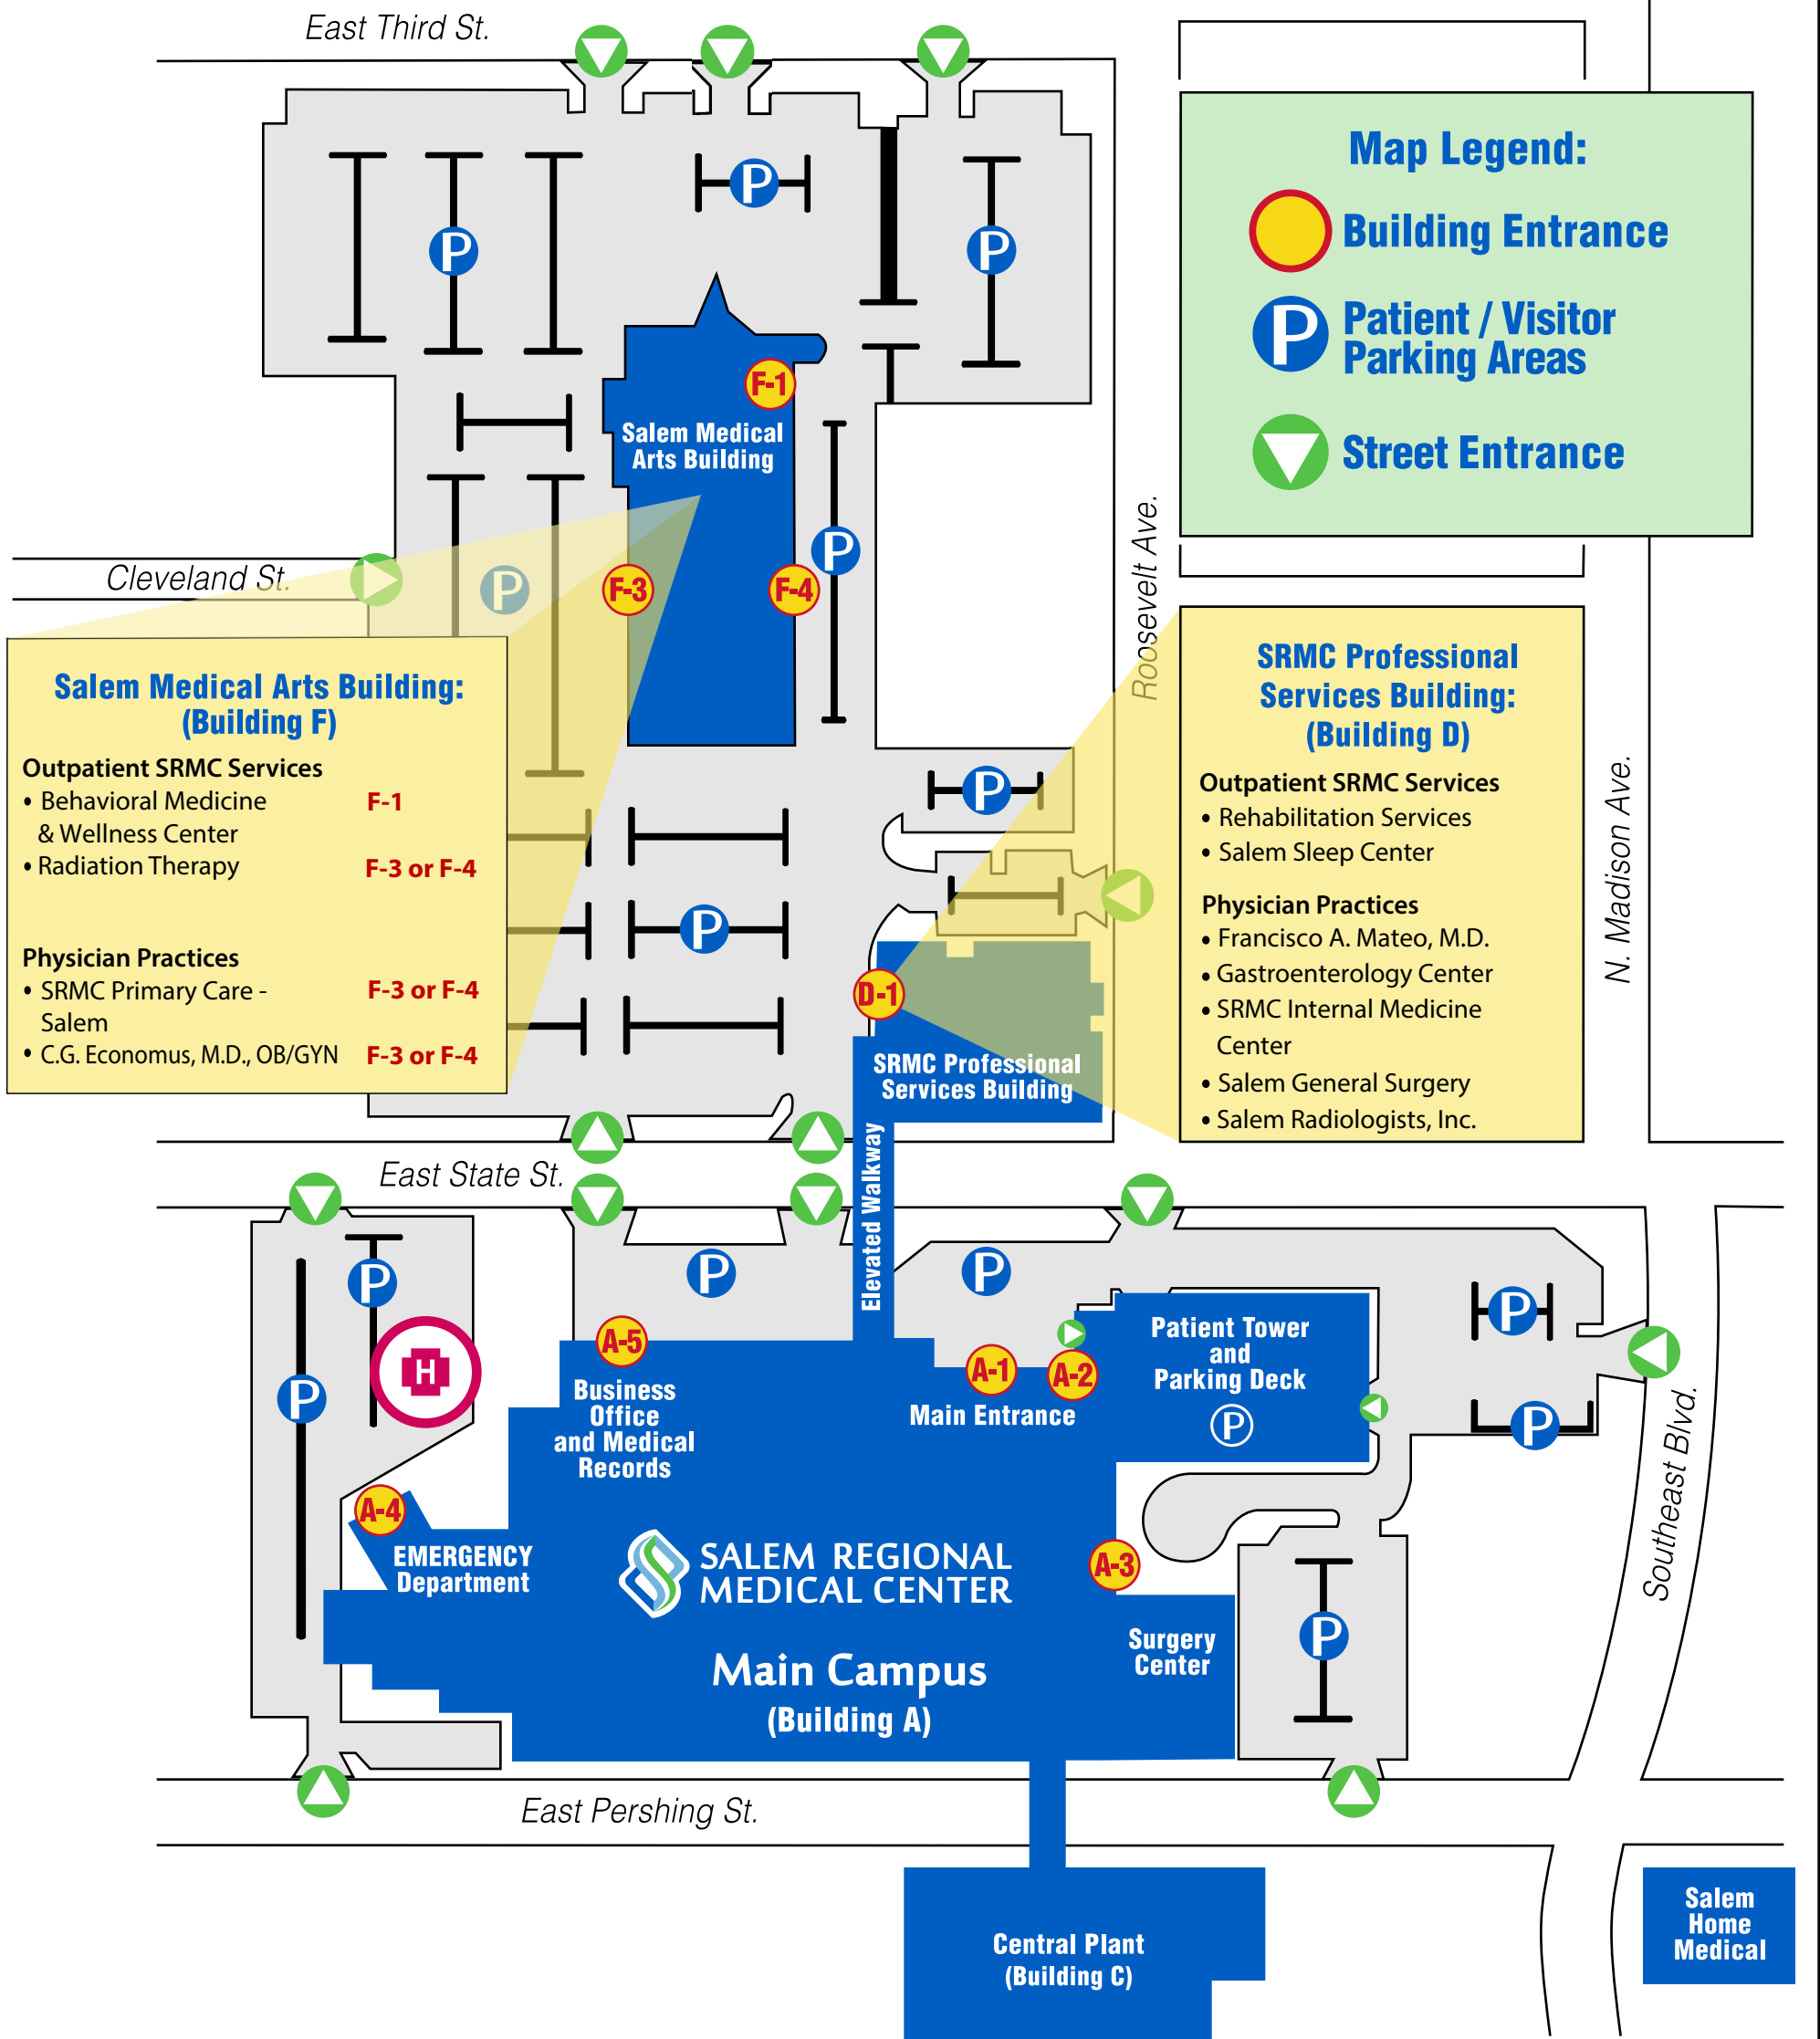 East Third St.
P
P
P
Map Legend:
Building Entrance
P
Patient / Visitor
Parking Areas
Street Entrance
F-1
Salem Medical
Arts Building
P
Cleveland St.
P
F-3
F-4
Roosevelt Ave.
N. Madison Ave.
Salem Medical Arts Building:
(Building F)
Outpatient SRMC Services
• Behavioral Medicine F-1
& Wellness Center
• Radiation Therapy F-3 or F-4
Physician Practices
• SRMC Primary Care - F-3 or F-4
Salem
• C.G. Economus, M.D., OB/GYN F-3 or F-4
SRMC Professional
Services Building:
(Building D)
Outpatient SRMC Services
• Rehabilitation Services
• Salem Sleep Center
Physician Practices
• Francisco A. Mateo, M.D.
• Gastroenterology Center
• SRMC Internal Medicine
Center
• Salem General Surgery
• Salem Radiologists, Inc.
P
P
D-1
SRMC Professional
Services Building
Elevated Walkway
East State St.
P
P
P
P
H
P
P
P
A-5
Business
Office
and Medical
Records
A-1
A-2
Main Entrance
Patient Tower
and
Parking Deck
P
Southeast Blvd.
A-4
EMERGENCY
Department
SALEM REGIONAL
MEDICAL CENTER
Main Campus
(Building A)
A-3
Surgery
Center
P
East Pershing St.
Central Plant
(Building C)
Salem
Home
Medical